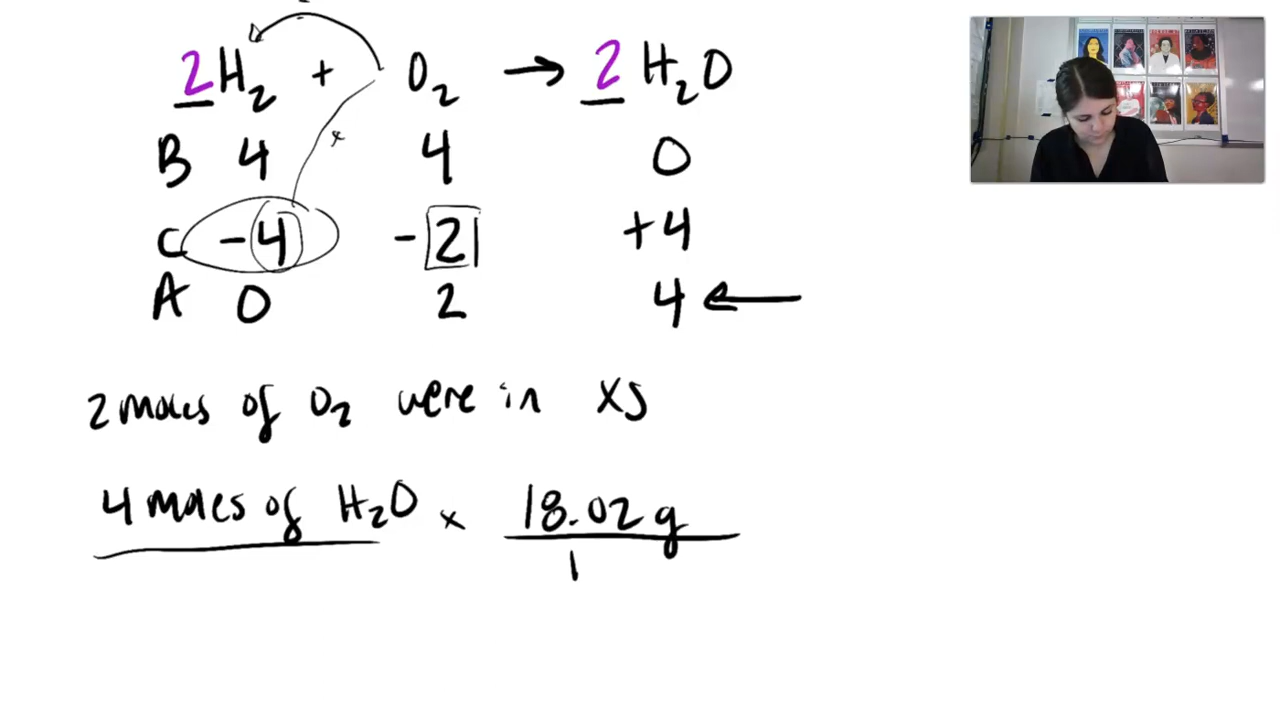 2H₂ + O₂ → 2H₂O
B 4 4 0
C -4 -2 +4
A 0 2 4 ←
2 moles of O₂ were in XS
4 moles of H₂O x 18.02 g
1